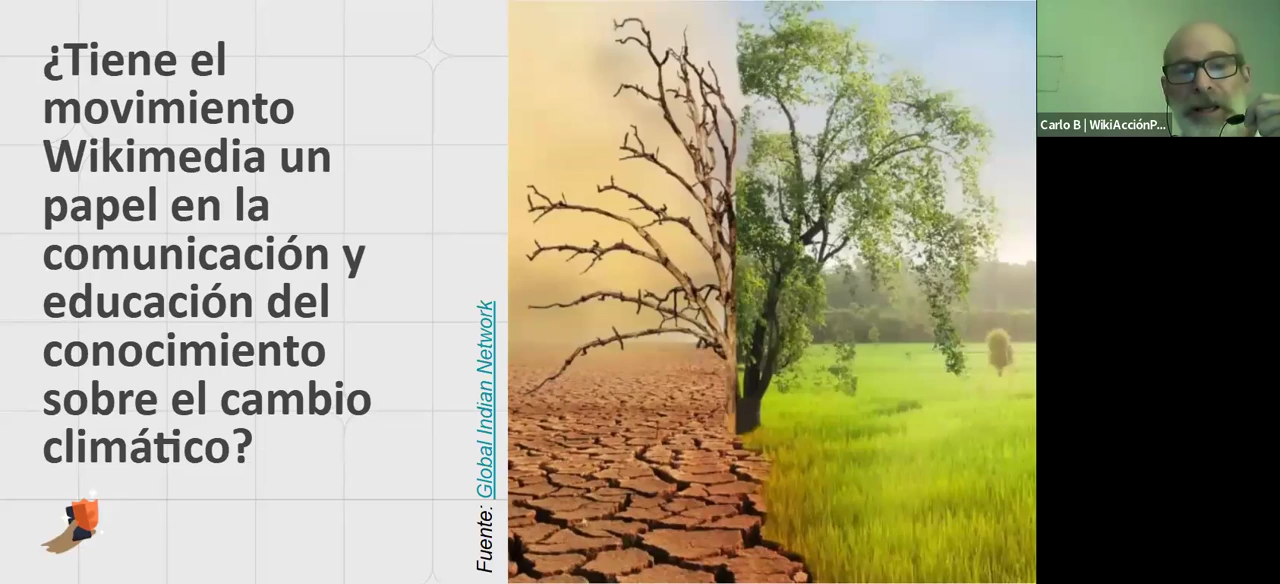 ¿Tiene el
movimiento
Wikimedia un
papel en la
comunicación y
educación del
conocimiento
sobre el cambio
climático?
Fuente: Global Indian Network
Carlo B | WikiAcciónP...